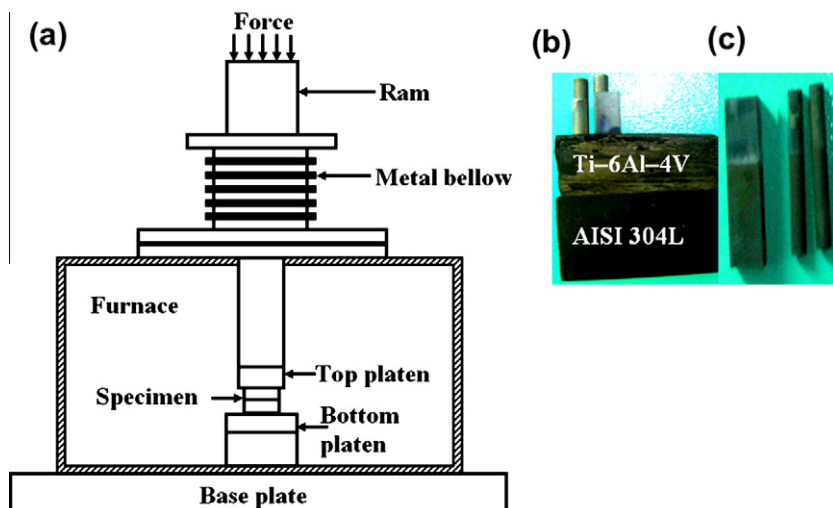 (a)
Force
Ram
Metal bellow
Furnace
Top platen
Specimen
Bottom
platen
Base plate
(b)
Ti–6Al–4V
AISI 304L
(c)